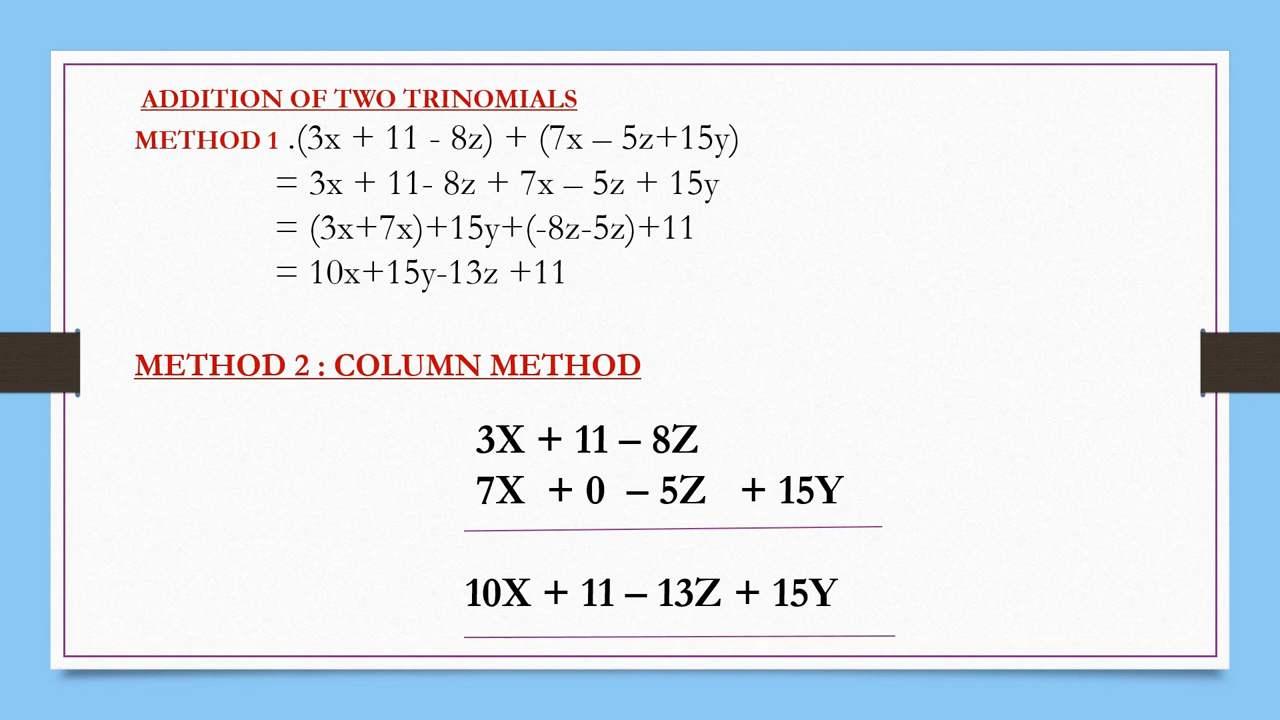 ADDITION OF TWO TRINOMIALS
METHOD 1 .(3x + 11 - 8z) + (7x – 5z+15y)
= 3x + 11- 8z + 7x – 5z + 15y
= (3x+7x)+15y+(-8z-5z)+11
= 10x+15y-13z +11
METHOD 2 : COLUMN METHOD
3X + 11 – 8Z
7X + 0 – 5Z + 15Y
10X + 11 – 13Z + 15Y